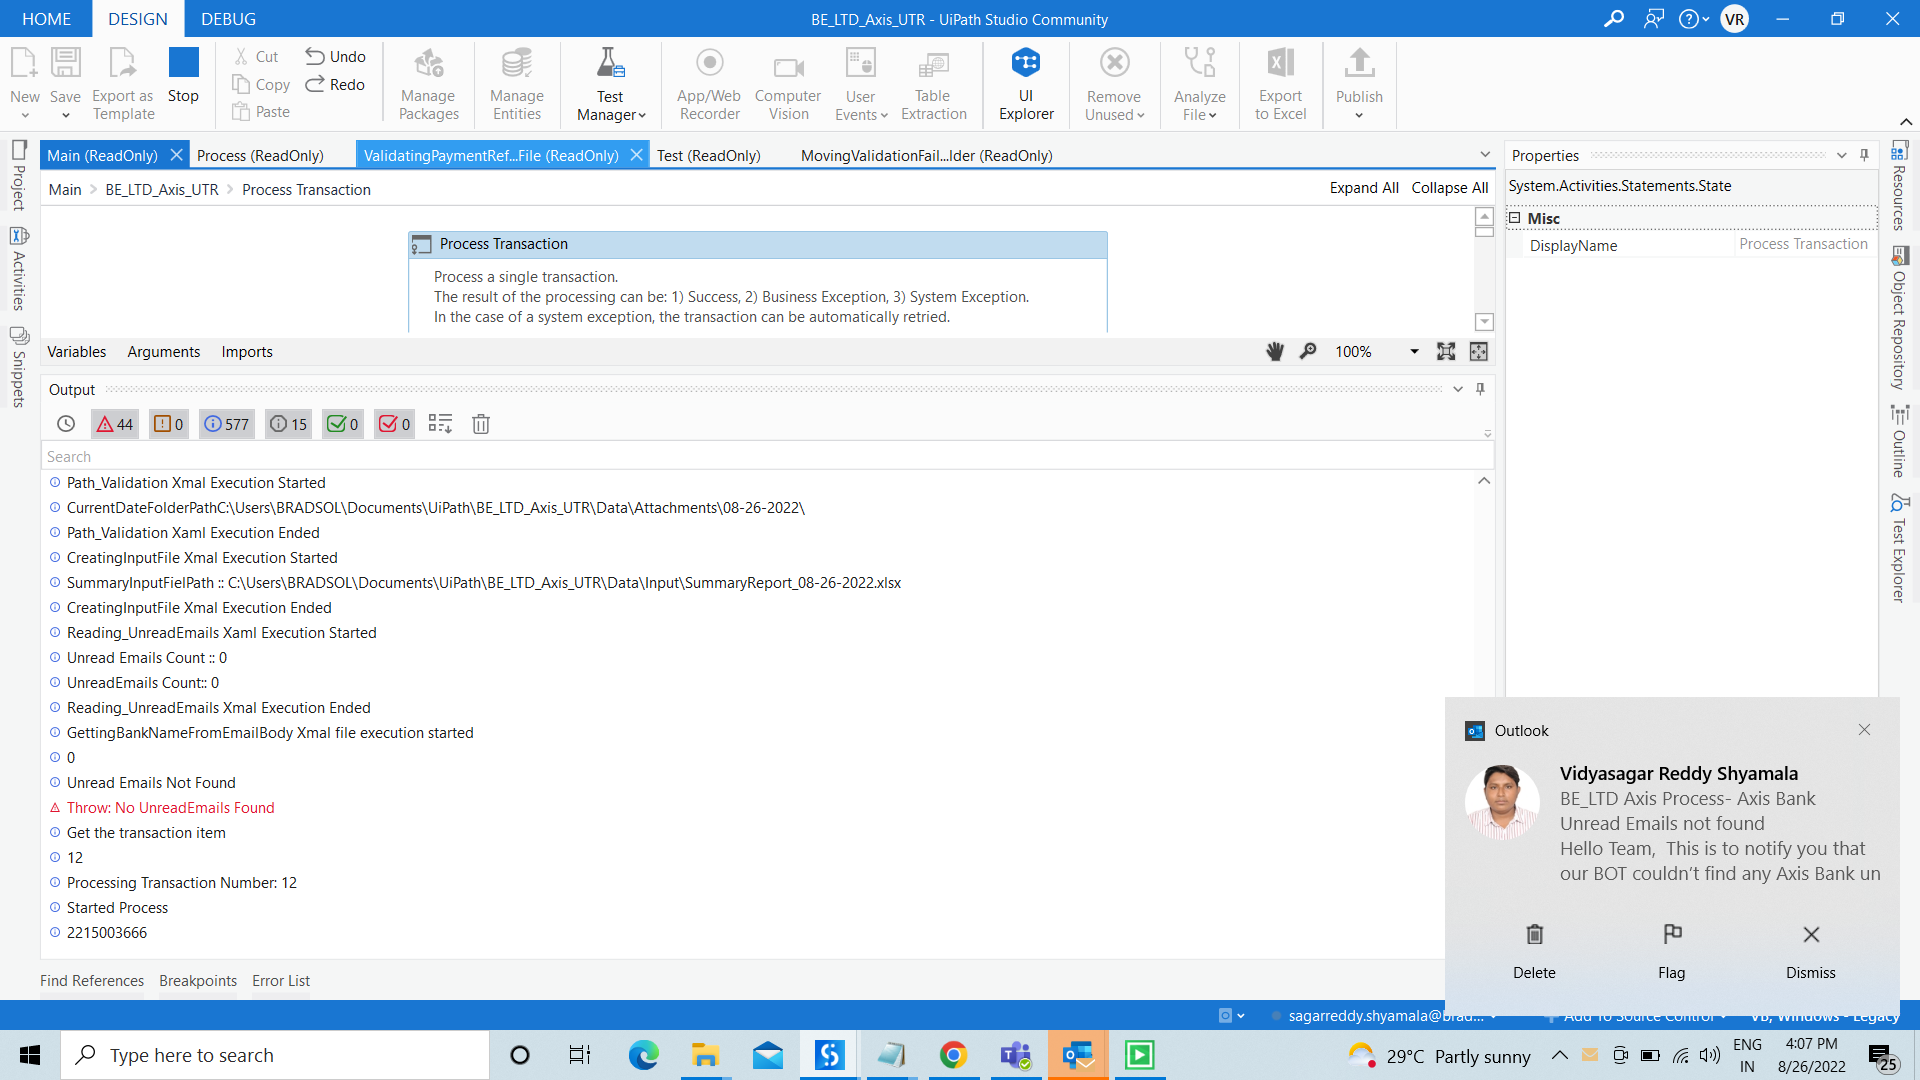 HOME DESIGN DEBUG BE_LTD_Axis_UTR - UiPath Studio Community VR
New Save Export as Template Stop Cut Copy Paste Undo Redo Manage Packages Manage Entities Test Manager App/Web Recorder Computer Vision User Events Table Extraction UI Explorer Remove Unused Analyze File Export to Excel Publish
Main (ReadOnly) Process (ReadOnly) ValidatingPaymentRef...File (ReadOnly) Test (ReadOnly) MovingValidationFail...lder (ReadOnly)
Main > BE_LTD_Axis_UTR > Process Transaction Expand All Collapse All
Project
Activities
Snippets
Process Transaction
Process a single transaction.
The result of the processing can be: 1) Success, 2) Business Exception, 3) System Exception.
In the case of a system exception, the transaction can be automatically retried.
Variables Arguments Imports 100%
Output
44 0 577 15 0 0
Search
Path_Validation Xmal Execution Started
CurrentDateFolderPathC:\Users\BRADSOL\Documents\UiPath\BE_LTD_Axis_UTR\Data\Attachments\08-26-2022\
Path_Validation Xaml Execution Ended
CreatingInputFile Xmal Execution Started
SummaryInputFielPath :: C:\Users\BRADSOL\Documents\UiPath\BE_LTD_Axis_UTR\Data\Input\SummaryReport_08-26-2022.xlsx
CreatingInputFile Xmal Execution Ended
Reading_UnreadEmails Xaml Execution Started
Unread Emails Count :: 0
UnreadEmails Count:: 0
Reading_UnreadEmails Xmal Execution Ended
GettingBankNameFromEmailBody Xmal file execution started
0
Unread Emails Not Found
Throw: No UnreadEmails Found
Get the transaction item
12
Processing Transaction Number: 12
Started Process
2215003666
Find References Breakpoints Error List
Properties
System.Activities.Statements.State
Misc
DisplayName Process Transaction
Resources
Object Repository
Outline
Test Explorer
Outlook
Vidyasagar Reddy Shyamala
BE_LTD Axis Process- Axis Bank
Unread Emails not found
Hello Team, This is to notify you that
our BOT couldn't find any Axis Bank un
Delete Flag Dismiss
sagarreddy.shyamala@brad... Add To Source Control VB, Windows - Legacy
Type here to search 29°C Partly sunny ENG IN 4:07 PM 8/26/2022 25